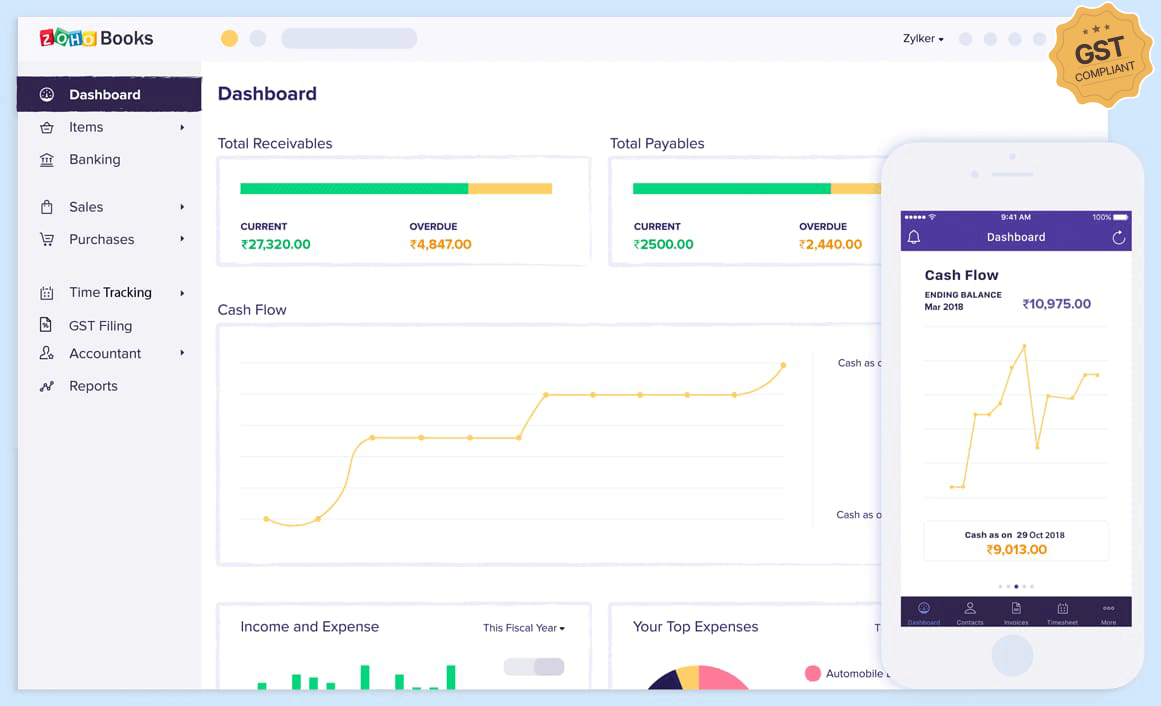 ZOHO Books
Zylker
GST
COMPLIANT
Dashboard
Items
Banking
Sales
Purchases
Time Tracking
GST Filing
Accountant
Reports
Dashboard
Total Receivables
CURRENT
₹27,320.00
OVERDUE
₹4,847.00
Total Payables
CURRENT
₹2500.00
OVERDUE
₹2,440.00
Cash Flow
Cash as o
Cash as o
Income and Expense
This Fiscal Year
Your Top Expenses
T
Automobile
9:41 AM
100%
Dashboard
Cash Flow
ENDING BALANCE
Mar 2018
₹10,975.00
Cash as on 29 Oct 2018
₹9,013.00
Dashboard
Contacts
Invoices
Timesheet
More